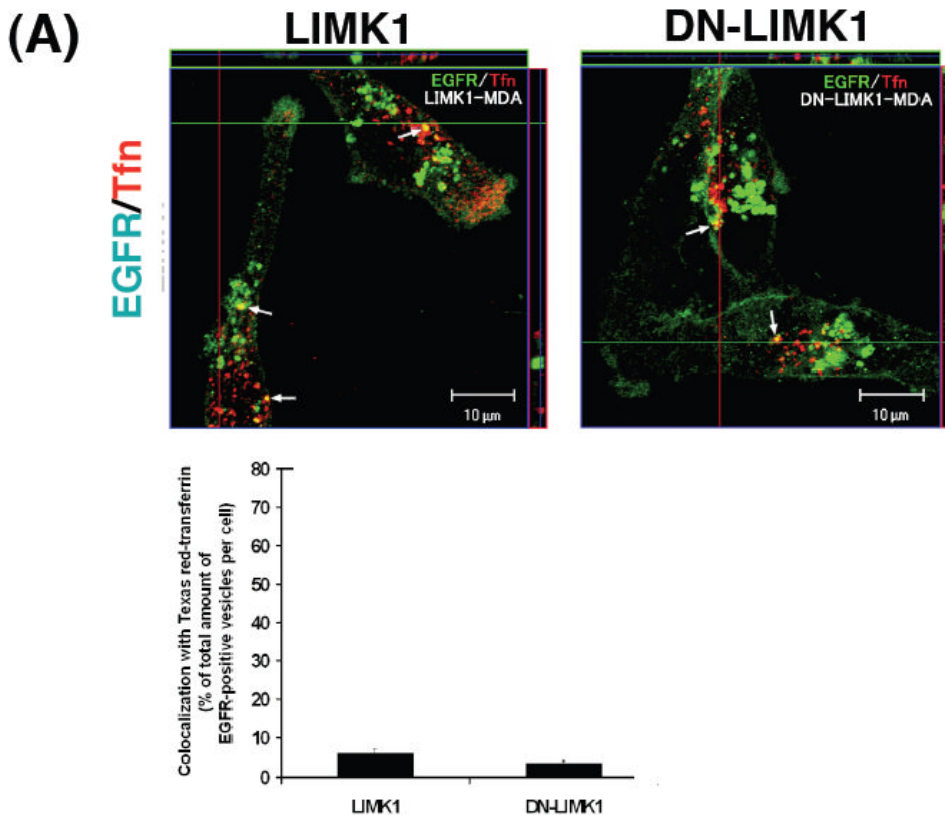 (A)
LIMK1
DN-LIMK1
EGFR/Tfn
LIMK1-MDA
EGFR/Tfn
DN-LIMK1-MDA
EGFR/Tfn
10 µm
10 µm
Colocalization with Texas red-transferrin
(% of total amount of
EGFR-positive vesicles per cell)
80
70
60
50
40
30
20
10
0
LIMK1
DN-LIMK1